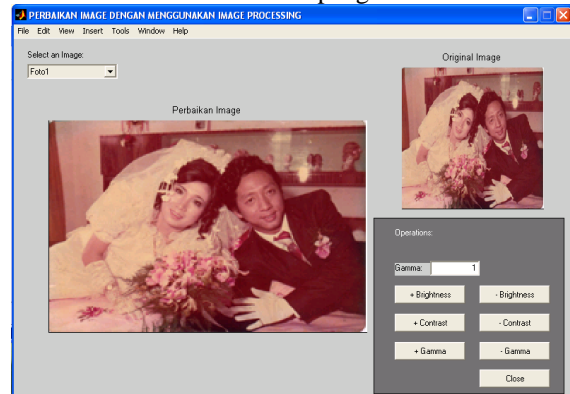 PERBAIKAN IMAGE DENGAN MENGGUNAKAN IMAGE PROCESSING
File Edit View Insert Tools Window Help
Select an Image:
Foto1
Perbaikan Image
Original Image
Operations:
Gamma: 1
+ Brightness - Brightness
+ Contrast - Contrast
+ Gamma - Gamma
Close